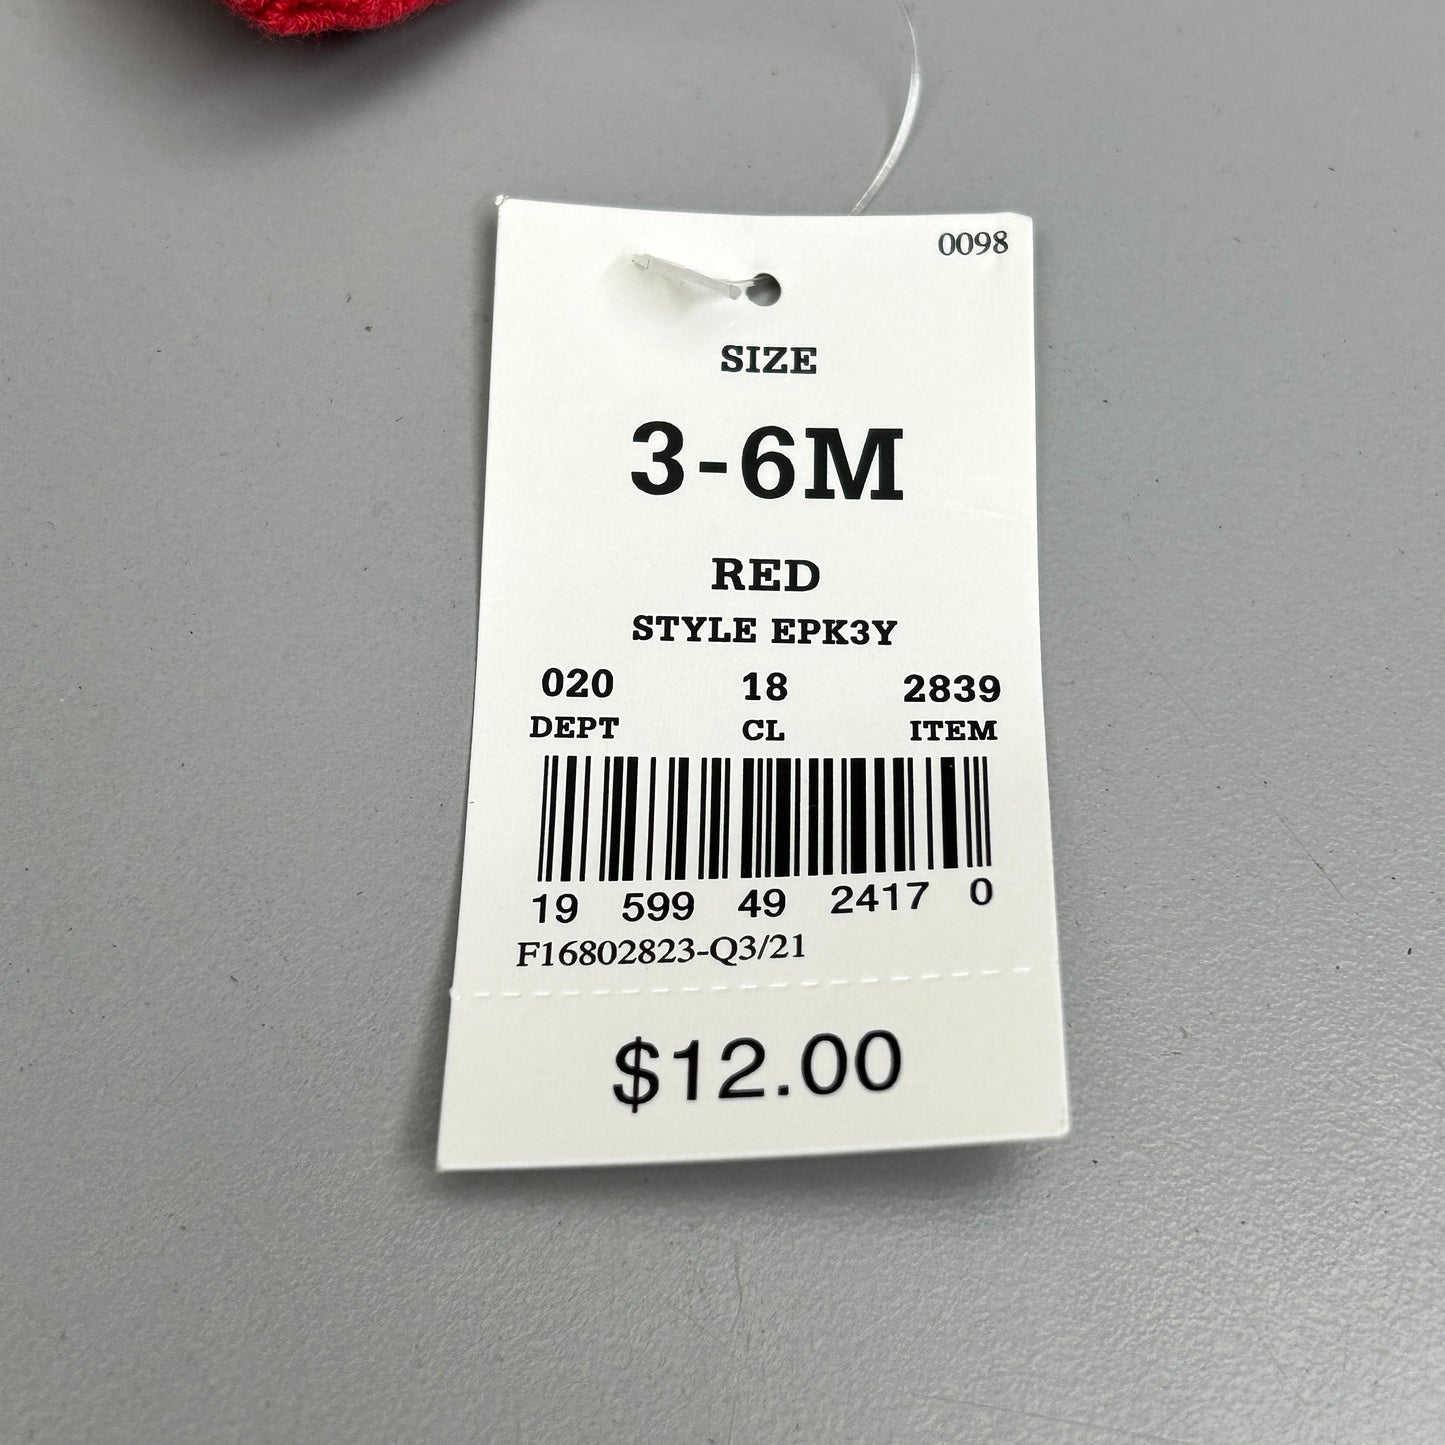 0098
SIZE
3-6M
RED
STYLE EPK3Y
020 18 2839
DEPT CL ITEM
19 599 49 2417 0
F16802823-Q3/21
$12.00